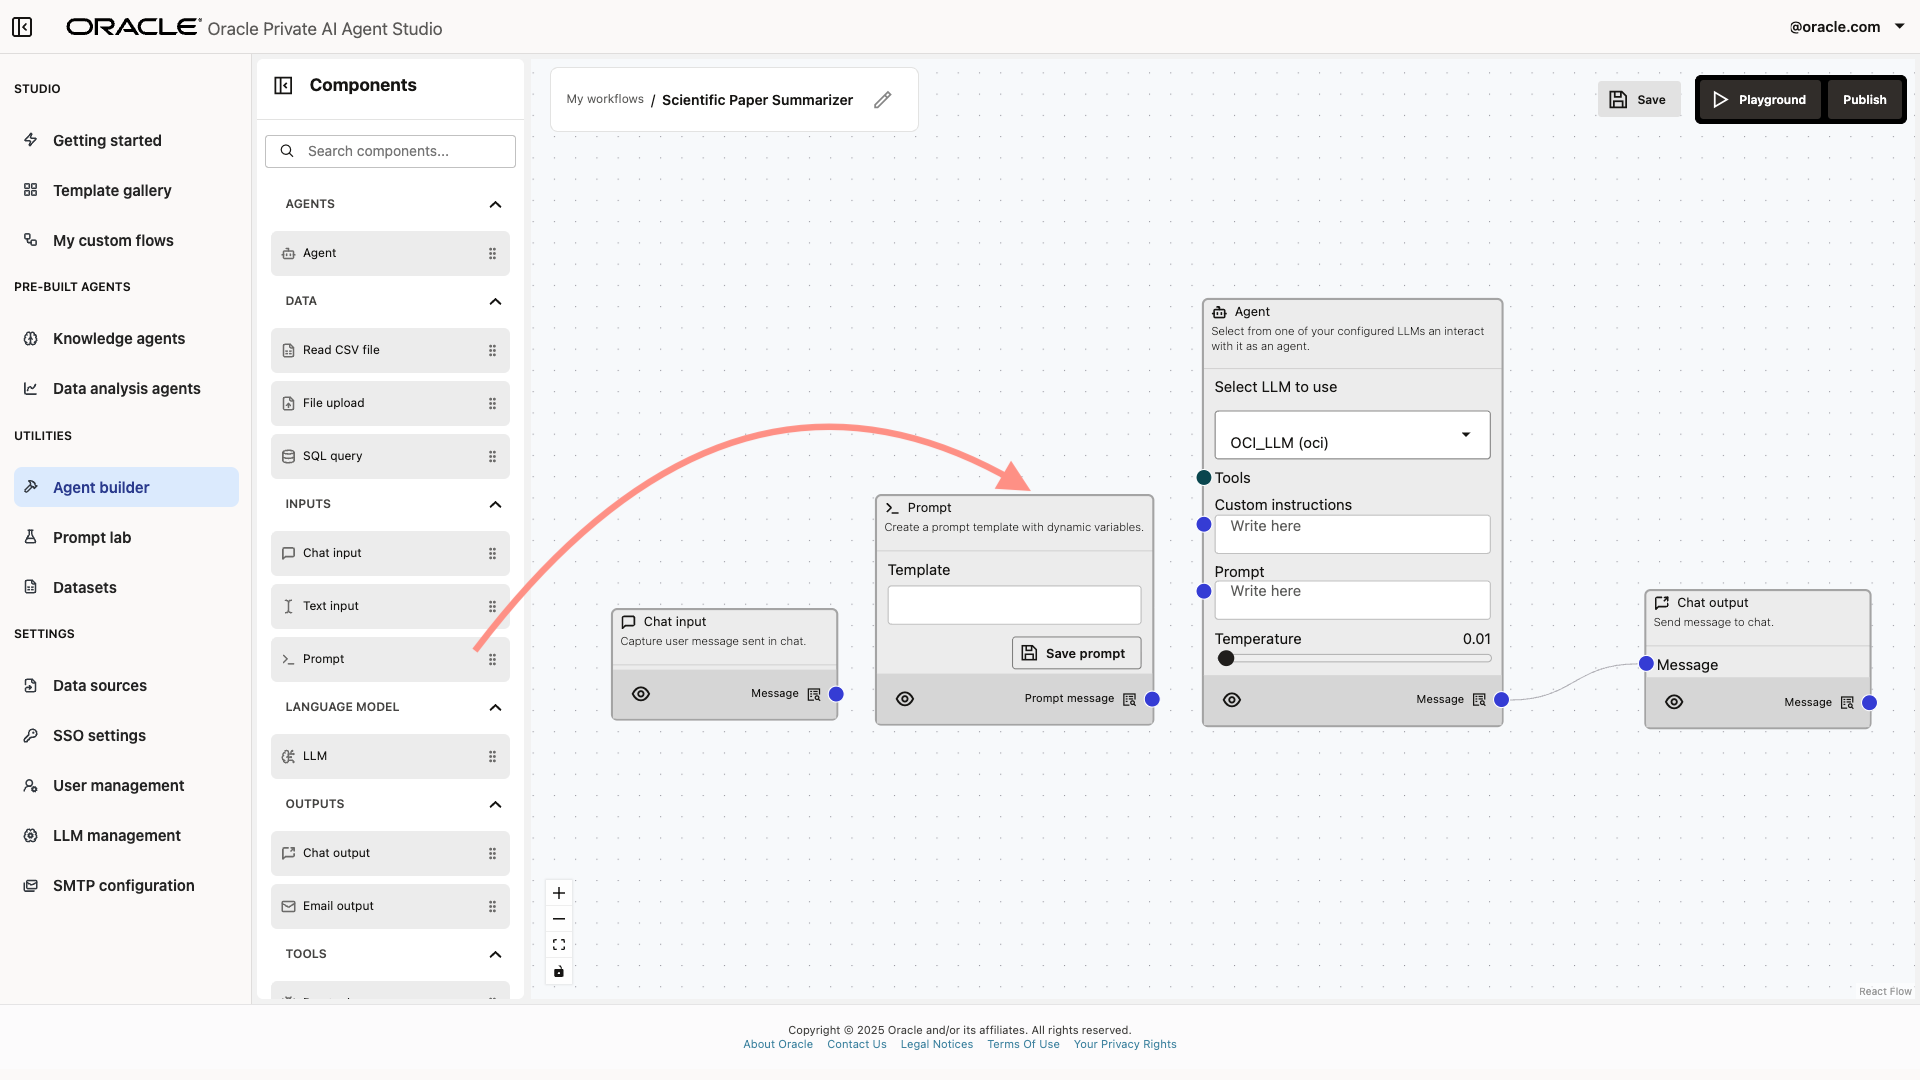 ORACLE Oracle Private AI Agent Studio
@oracle.com
STUDIO
Getting started
Template gallery
My custom flows
PRE-BUILT AGENTS
Knowledge agents
Data analysis agents
UTILITIES
Agent builder
Prompt lab
Datasets
SETTINGS
Data sources
SSO settings
User management
LLM management
SMTP configuration
Components
Search components...
AGENTS
Agent
DATA
Read CSV file
File upload
SQL query
INPUTS
Chat input
Text input
Prompt
LANGUAGE MODEL
LLM
OUTPUTS
Chat output
Email output
TOOLS
My workflows / Scientific Paper Summarizer
Save
Playground
Publish
Chat input
Capture user message sent in chat.
Message
Prompt
Create a prompt template with dynamic variables.
Template
Save prompt
Prompt message
Agent
Select from one of your configured LLMs an interact
with it as an agent.
Select LLM to use
OCI_LLM (oci)
Tools
Custom instructions
Write here
Prompt
Write here
Temperature 0.01
Message
Chat output
Send message to chat.
Message
Message
React Flow
Copyright © 2025 Oracle and/or its affiliates. All rights reserved.
About Oracle Contact Us Legal Notices Terms Of Use Your Privacy Rights